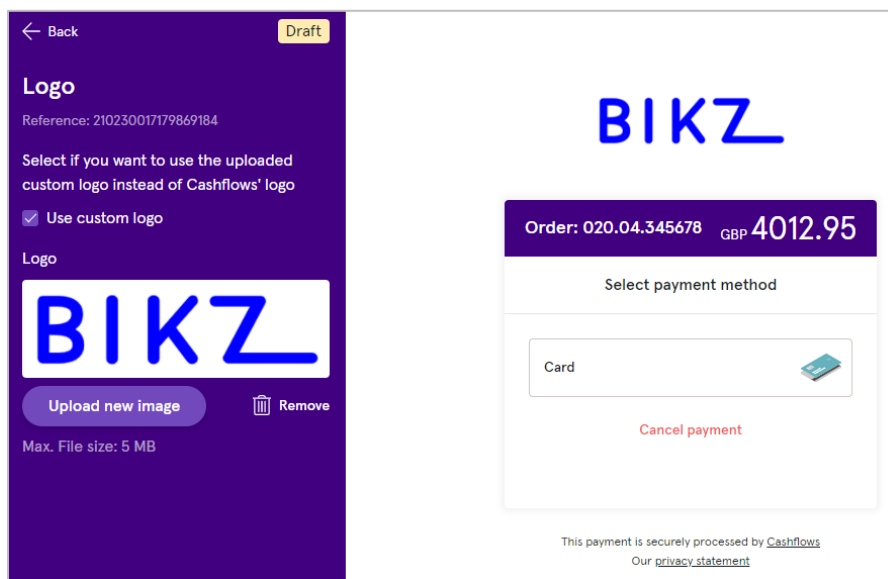 Back
Draft
Logo
Reference: 210230017179869184
Select if you want to use the uploaded
custom logo instead of Cashflows' logo
Use custom logo
Logo
BIKZ
Upload new image
Remove
Max. File size: 5 MB
BIKZ
Order: 020.04.345678 GBP 4012.95
Select payment method
Card
Cancel payment
This payment is securely processed by Cashflows
Our privacy statement